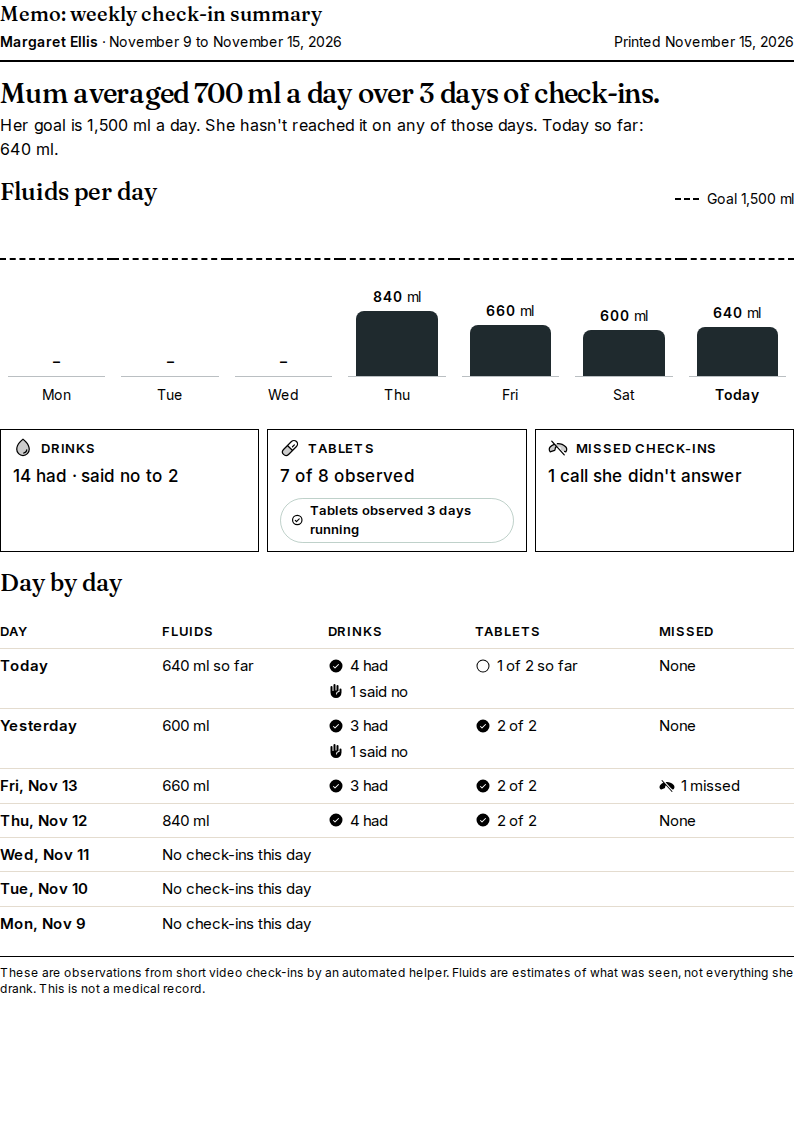 Memo: weekly check-in summary
Margaret Ellis · November 9 to November 15, 2026
Printed November 15, 2026
Mum averaged 700 ml a day over 3 days of check-ins.
Her goal is 1,500 ml a day. She hasn't reached it on any of those days. Today so far:
640 ml.
Fluids per day
Goal 1,500 ml
840 ml
660 ml
600 ml
640 ml
–
–
–
Mon
Tue
Wed
Thu
Fri
Sat
Today
DRINKS
14 had · said no to 2
TABLETS
7 of 8 observed
Tablets observed 3 days
running
MISSED CHECK-INS
1 call she didn't answer
Day by day
DAY FLUIDS DRINKS TABLETS MISSED
Today 640 ml so far 4 had 1 of 2 so far None
1 said no
Yesterday 600 ml 3 had 2 of 2 None
1 said no
Fri, Nov 13 660 ml 3 had 2 of 2 1 missed
Thu, Nov 12 840 ml 4 had 2 of 2 None
Wed, Nov 11 No check-ins this day
Tue, Nov 10 No check-ins this day
Mon, Nov 9 No check-ins this day
These are observations from short video check-ins by an automated helper. Fluids are estimates of what was seen, not everything she
drank. This is not a medical record.